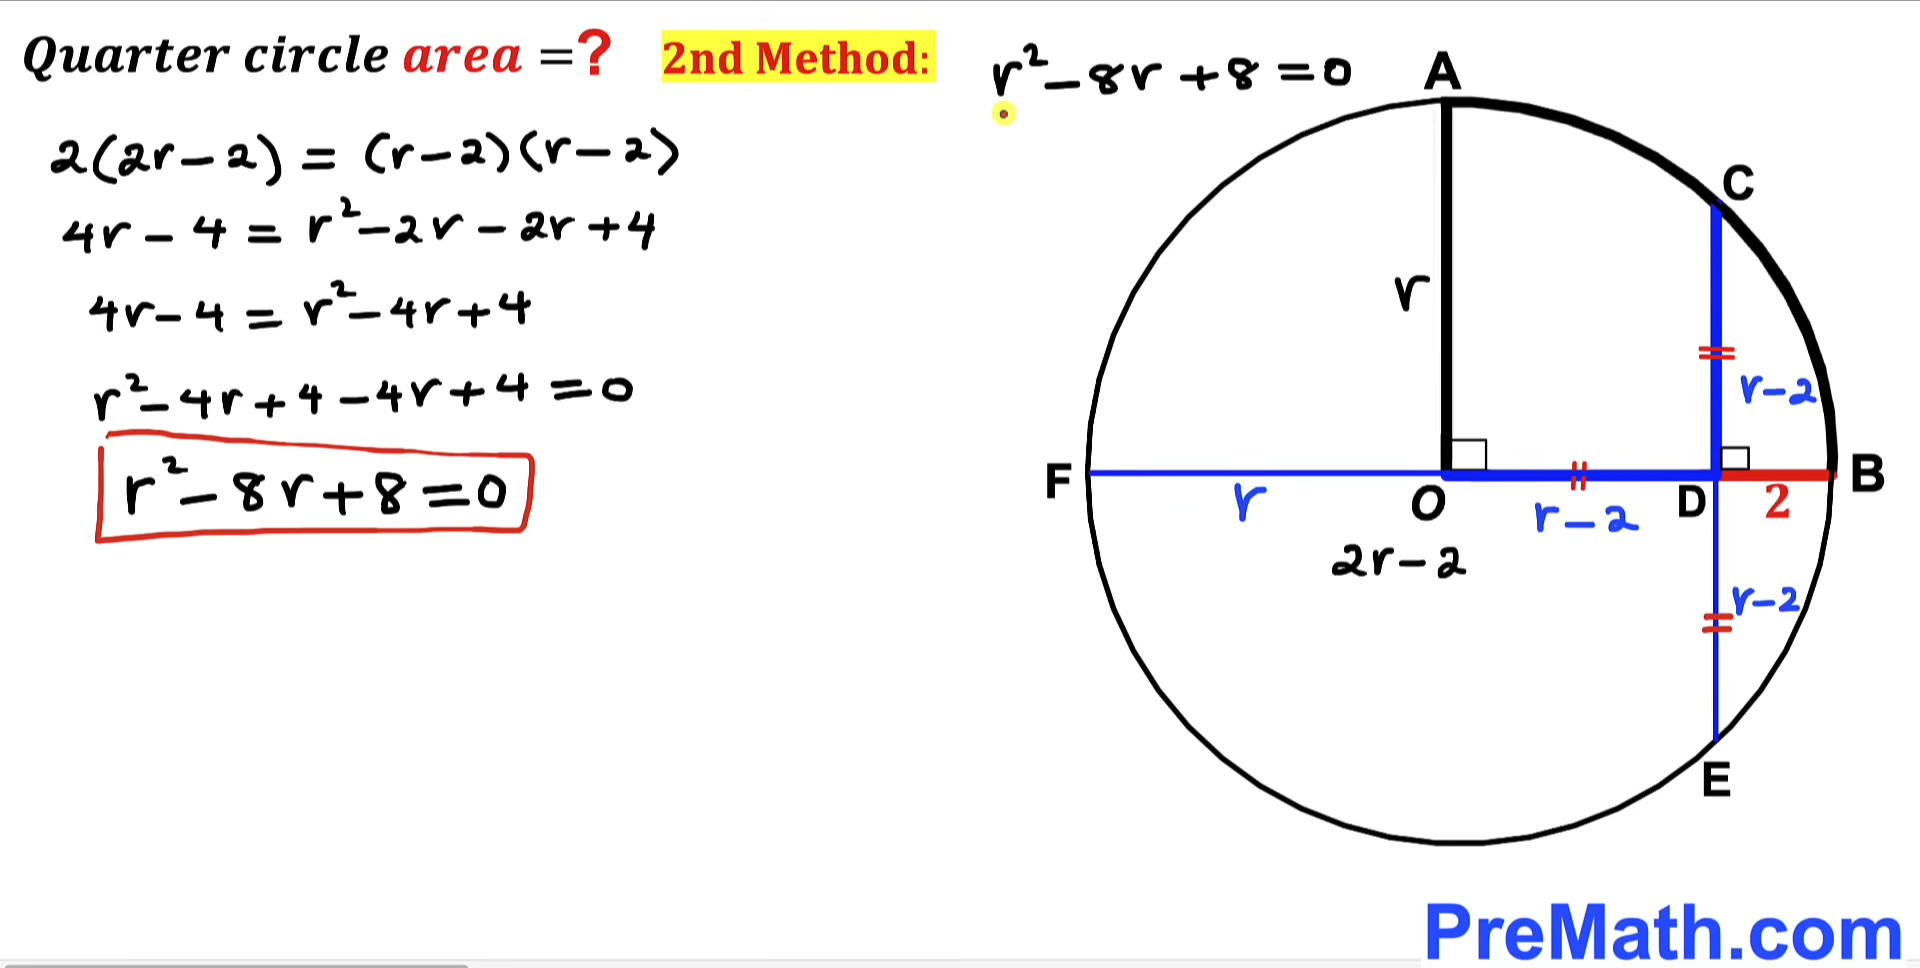 Quarter circle area =? 2nd Method:
r²-8r+8=0
2(2r-2) = (r-2)(r-2)
4r-4 = r²-2r-2r+4
4r-4 = r²-4r+4
r²-4r+4-4r+4=0
r²-8r+8=0
A
C
r
r-2
F
r
O
r-2
D
2
B
2r-2
r-2
E
PreMath.com